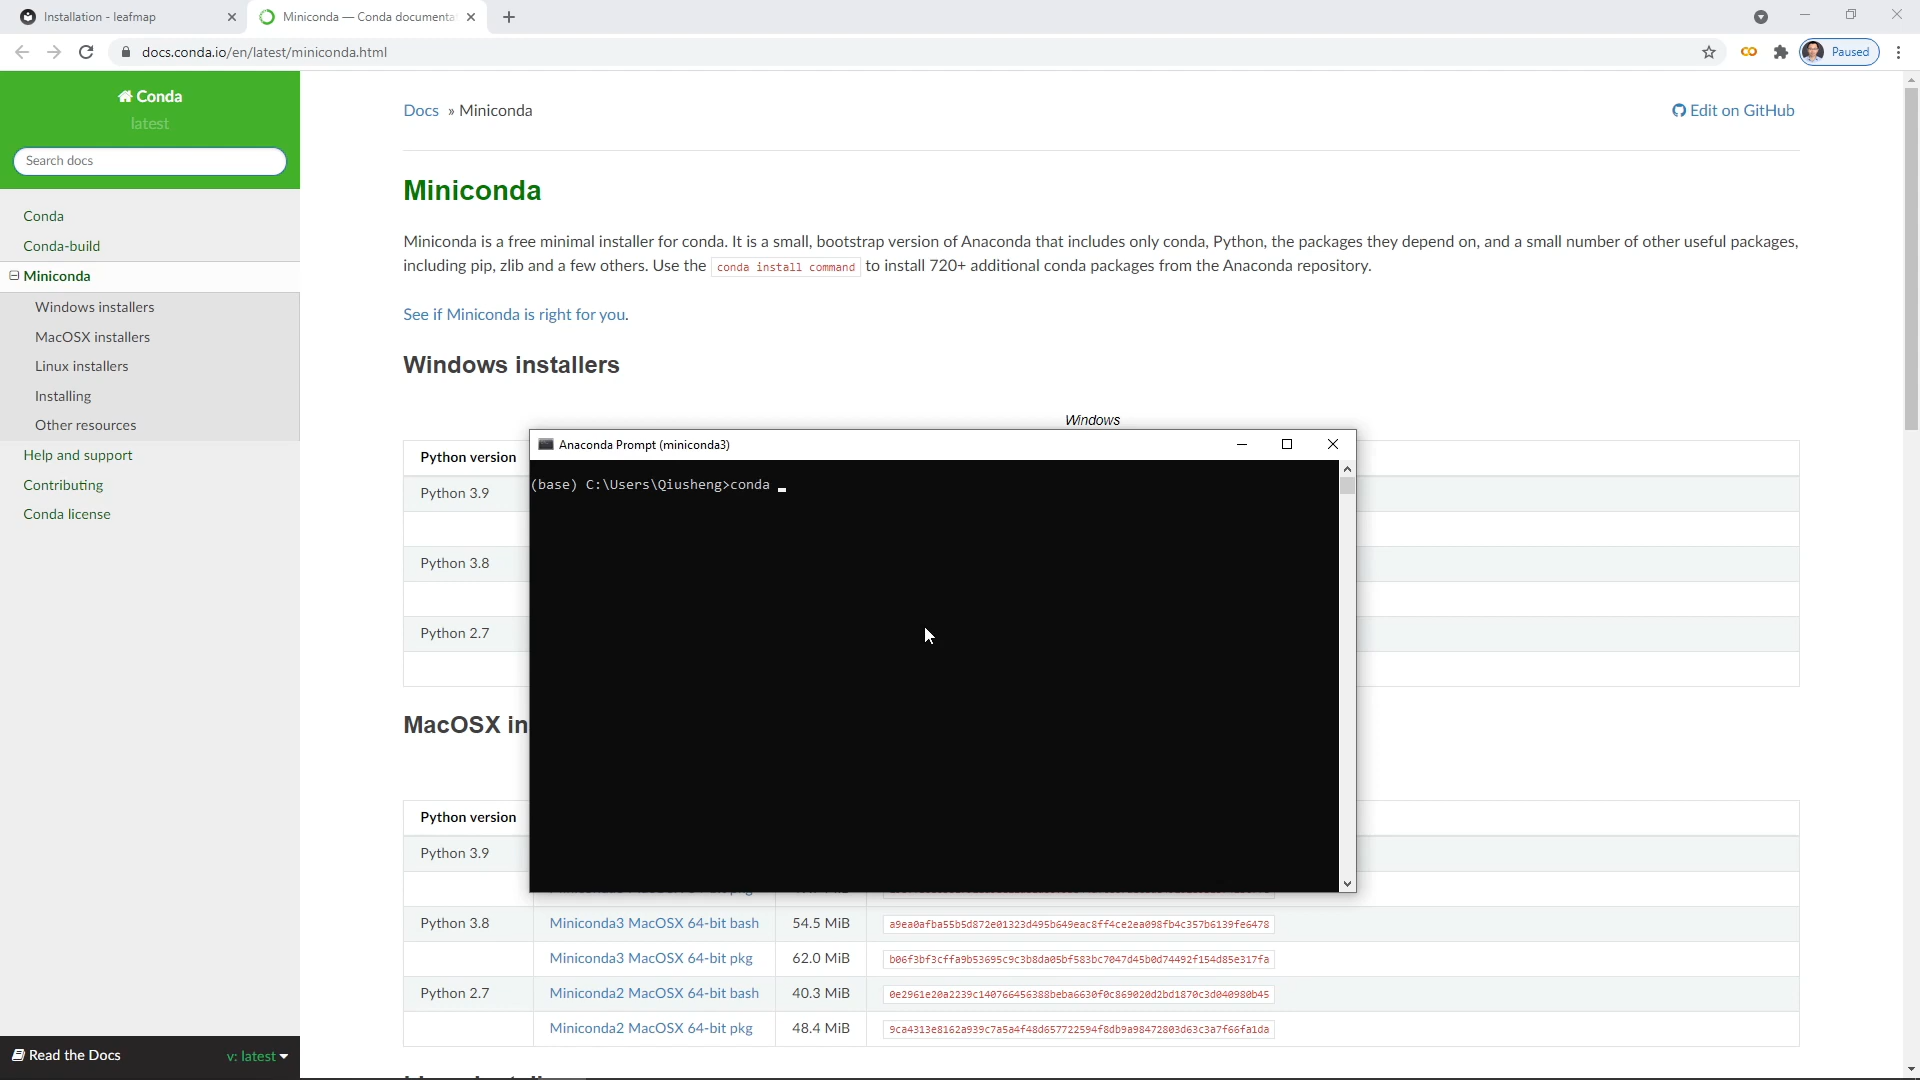 Installation - leafmap
Miniconda — Conda documenta
docs.conda.io/en/latest/miniconda.html
Paused
Conda
latest
Search docs
Conda
Conda-build
Miniconda
Windows installers
MacOSX installers
Linux installers
Installing
Other resources
Help and support
Contributing
Conda license
Read the Docs
v: latest
Docs » Miniconda
Edit on GitHub
Miniconda
Miniconda is a free minimal installer for conda. It is a small, bootstrap version of Anaconda that includes only conda, Python, the packages they depend on, and a small number of other useful packages,
including pip, zlib and a few others. Use the conda install command to install 720+ additional conda packages from the Anaconda repository.
See if Miniconda is right for you.
Windows installers
Windows
Python version
Python 3.9
Python 3.8
Python 2.7
Anaconda Prompt (miniconda3)
(base) C:\Users\Qiusheng>conda
MacOSX in
Python version
Python 3.9
Python 3.8 Miniconda3 MacOSX 64-bit bash 54.5 MiB a9ea0afba55b5d872e01323d495b649eac8ff4ce2ea098fb4c357b6139fe6478
Miniconda3 MacOSX 64-bit pkg 62.0 MiB b06f3bf3cffa9b53695c9c3b8da05bf583bc7047d45b0d74492f154d85e317fa
Python 2.7 Miniconda2 MacOSX 64-bit bash 40.3 MiB 0e2961e20a2239c140766456388beba6630f0c869020d2bd1870c3d040980b45
Miniconda2 MacOSX 64-bit pkg 48.4 MiB 9ca4313e8162a939c7a5a4f48d657722594f8db9a98472803d63c3a7f66fa1da